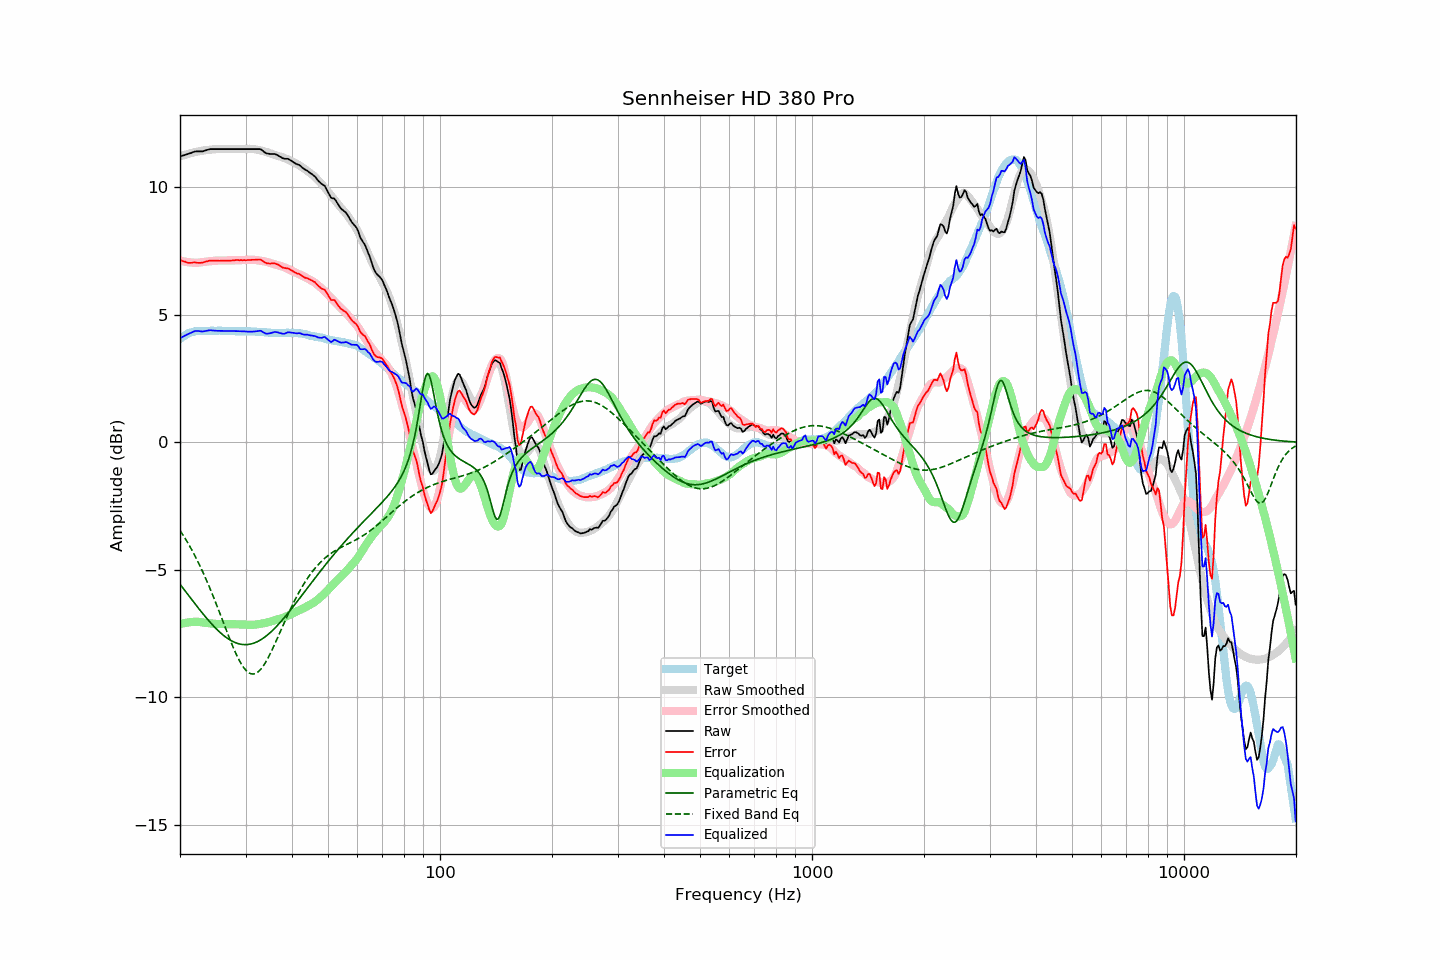 Sennheiser HD 380 Pro
Amplitude (dBr)
10
5
0
−5
−10
−15
Target
Raw Smoothed
Error Smoothed
Raw
Error
Equalization
Parametric Eq
Fixed Band Eq
Equalized
100
1000
10000
Frequency (Hz)